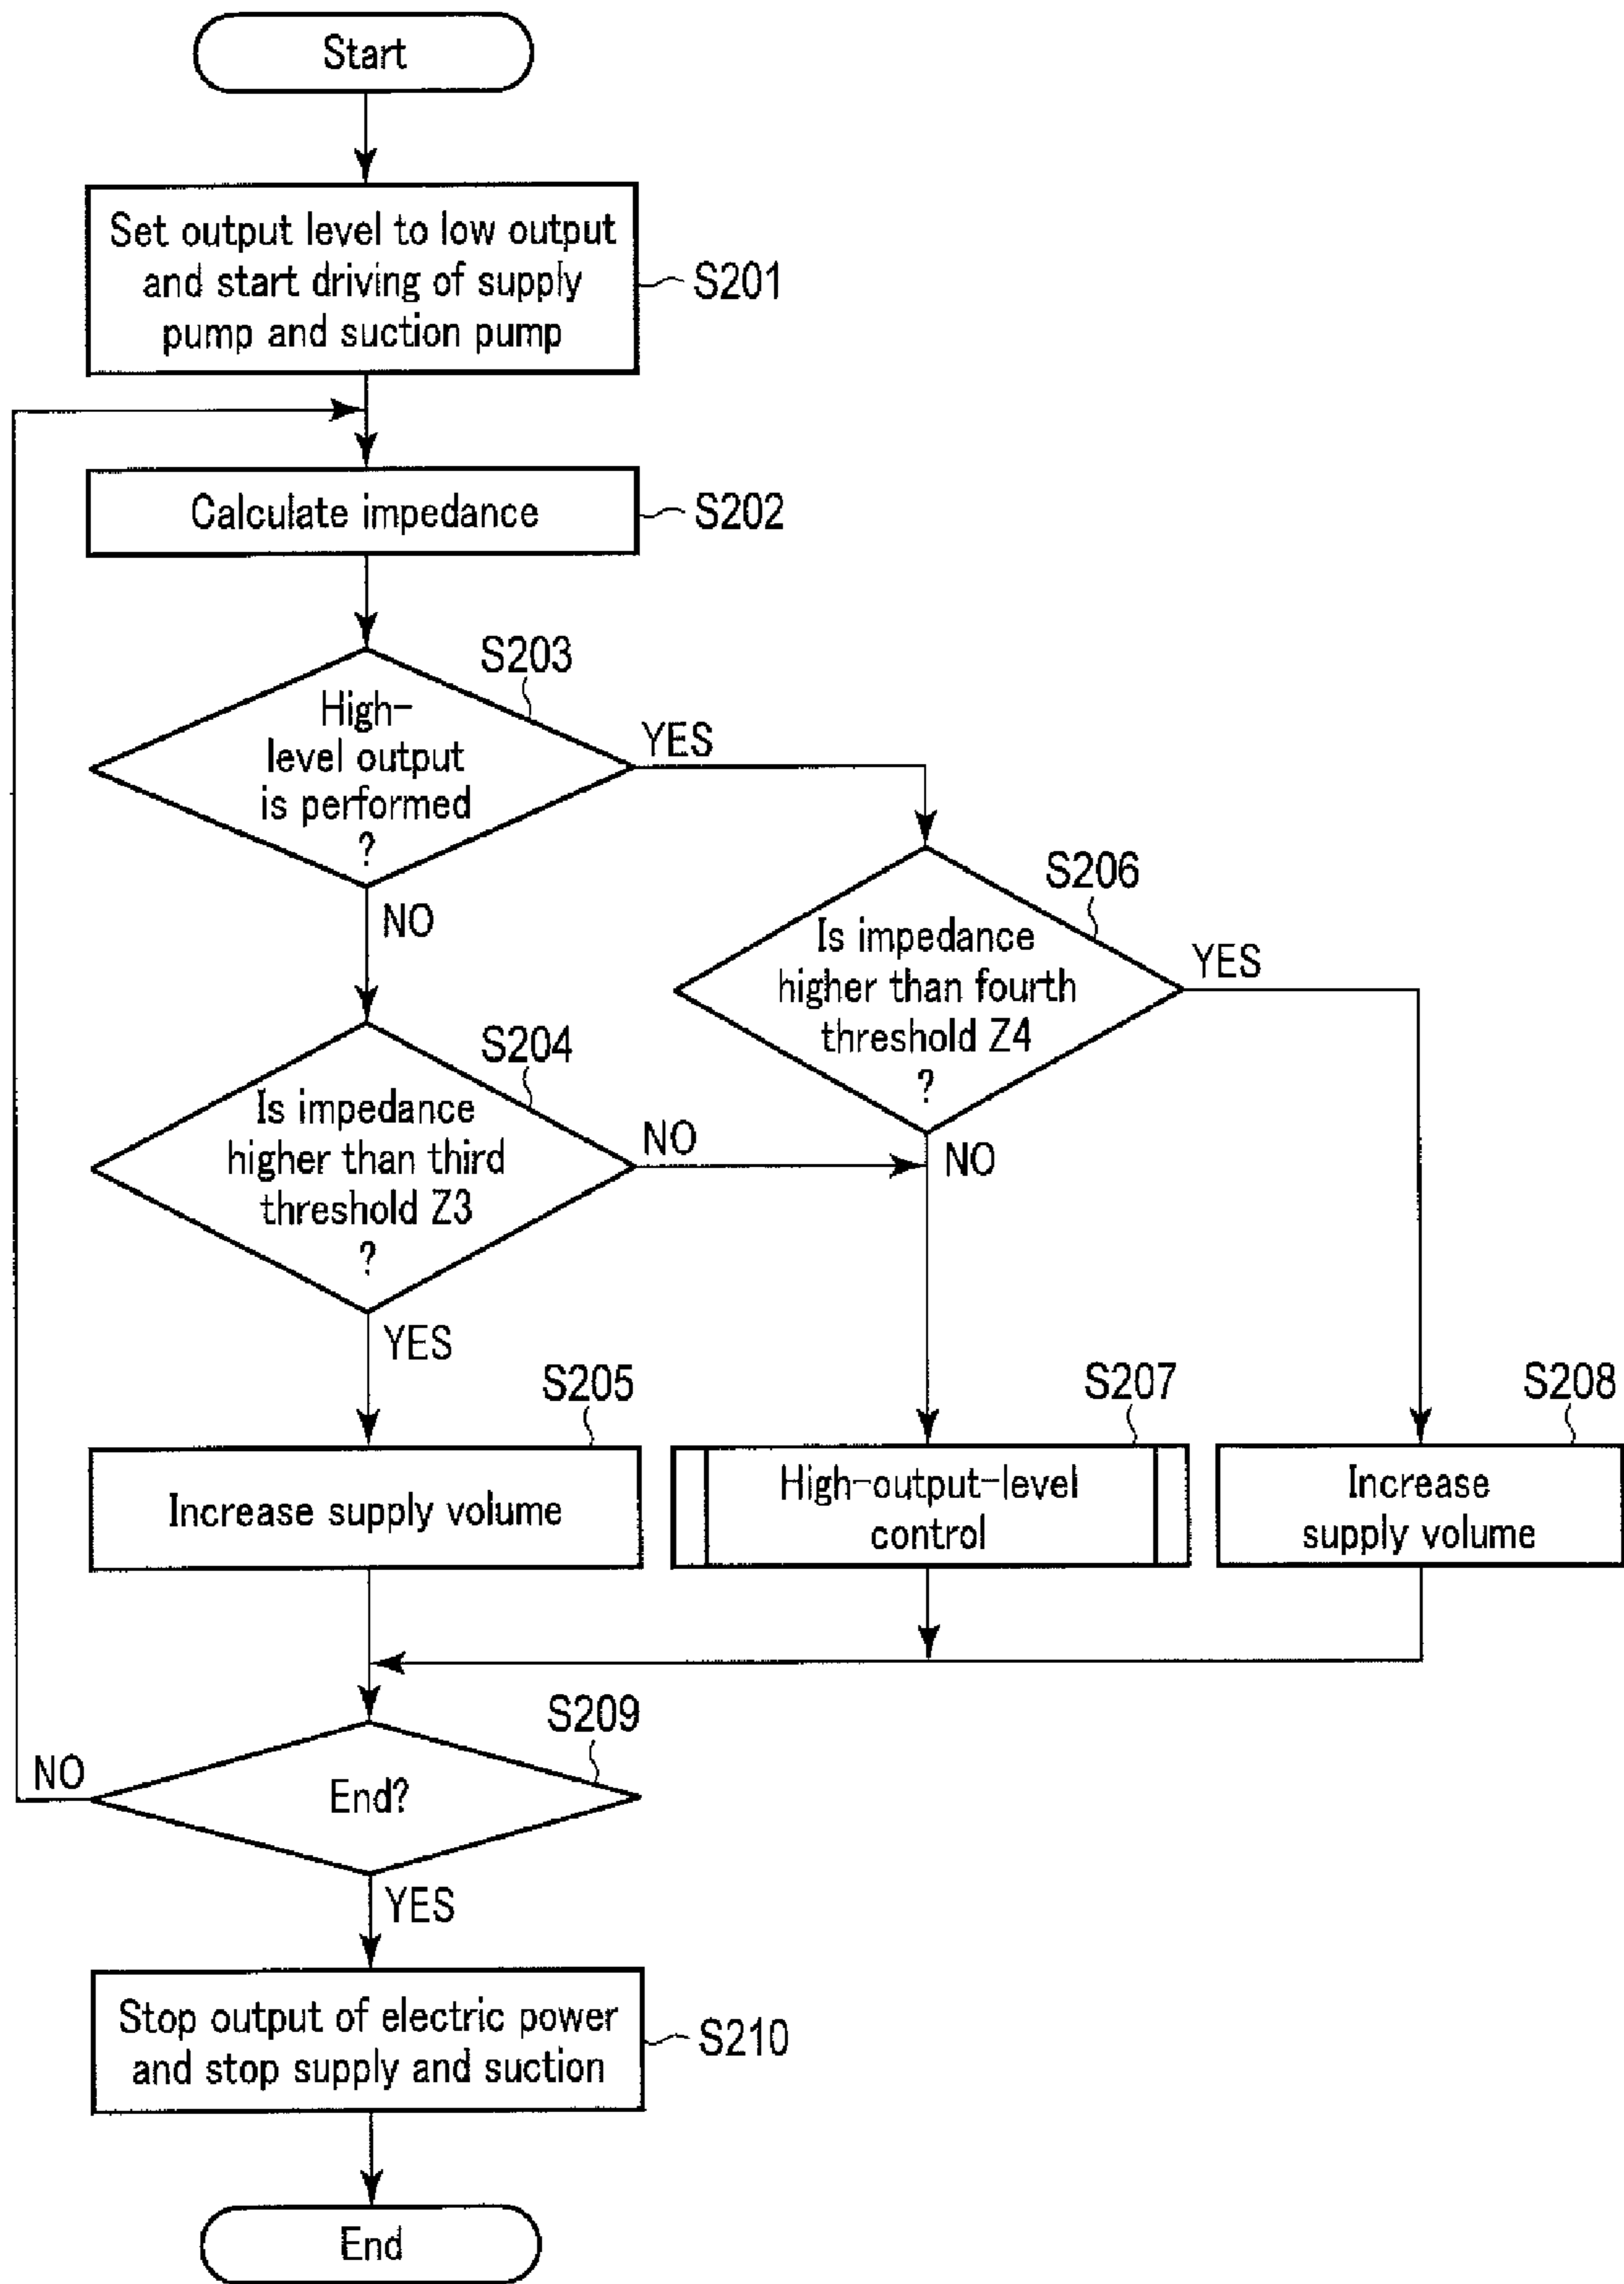 Start
Set output level to low output
and start driving of supply
pump and suction pump
S201
Calculate impedance
S202
S203
High-
level output
is performed
?
YES
NO
S206
Is impedance
higher than fourth
threshold Z4
?
YES
NO
S204
Is impedance
higher than third
threshold Z3
?
NO
YES
S205
Increase supply volume
S207
High-output-level
control
S208
Increase
supply volume
S209
End?
NO
YES
Stop output of electric power
and stop supply and suction
S210
End